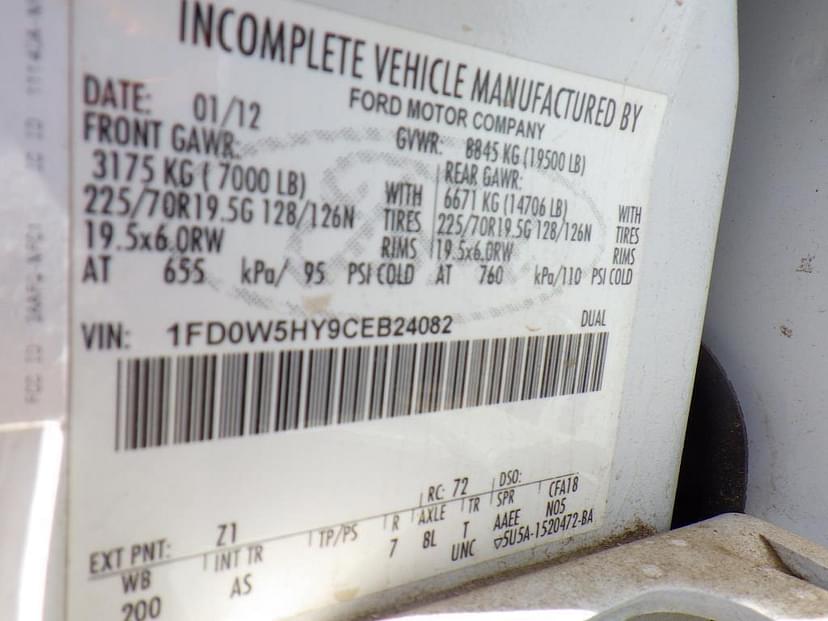 INCOMPLETE VEHICLE MANUFACTURED BY
FORD MOTOR COMPANY
DATE: 01/12 GVWR: 8845 KG (19500 LB)
FRONT GAWR: REAR GAWR:
3175 KG ( 7000 LB) WITH 6671 KG (14706 LB) WITH
225/70R19.5G 128/126N TIRES 225/70R19.5G 128/126N TIRES
19.5x6.0RW RIMS 19.5x6.0RW RIMS
AT 655 kPa/ 95 PSI COLD AT 760 kPa/110 PSI COLD
VIN: 1FD0W5HY9CEB24082 DUAL
EXT PNT: Z1 RC: 72 DSO:
WB INT TR TP/PS R AXLE TR SPR CFA18
200 AS 7 8L T AAEE N05
UNC ▽5U5A-1520472-BA
FCC ID